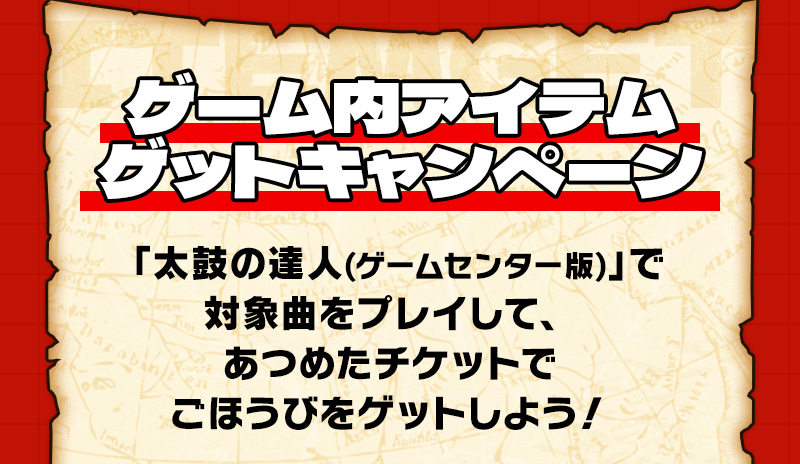 ITEM GET
ゲーム内アイテム
ゲットキャンペーン
「太鼓の達人(ゲームセンター版)」で
対象曲をプレイして、
あつめたチケットで
ごほうびをゲットしよう!